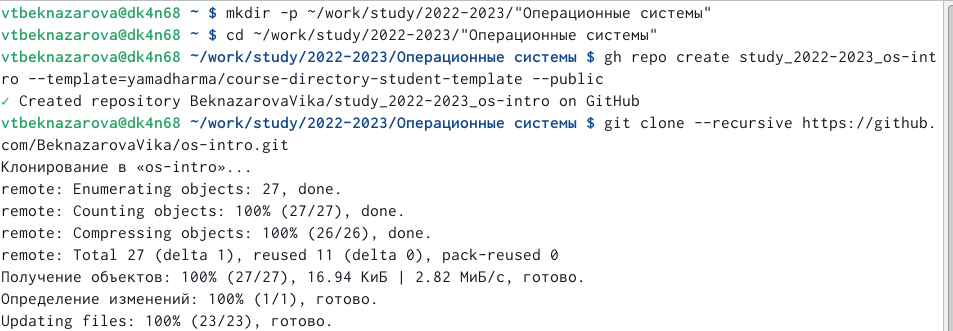 vtbeknazarova@dk4n68 ~ $ mkdir -p ~/work/study/2022-2023/"Операционные системы"
vtbeknazarova@dk4n68 ~ $ cd ~/work/study/2022-2023/"Операционные системы"
vtbeknazarova@dk4n68 ~/work/study/2022-2023/Операционные системы $ gh repo create study_2022-2023_os-int
ro --template=yamadharma/course-directory-student-template --public
✓ Created repository BeknazarovaVika/study_2022-2023_os-intro on GitHub
vtbeknazarova@dk4n68 ~/work/study/2022-2023/Операционные системы $ git clone --recursive https://github.
com/BeknazarovaVika/os-intro.git
Клонирование в «os-intro»...
remote: Enumerating objects: 27, done.
remote: Counting objects: 100% (27/27), done.
remote: Compressing objects: 100% (26/26), done.
remote: Total 27 (delta 1), reused 11 (delta 0), pack-reused 0
Получение объектов: 100% (27/27), 16.94 КиБ | 2.82 МиБ/с, готово.
Определение изменений: 100% (1/1), готово.
Updating files: 100% (23/23), готово.